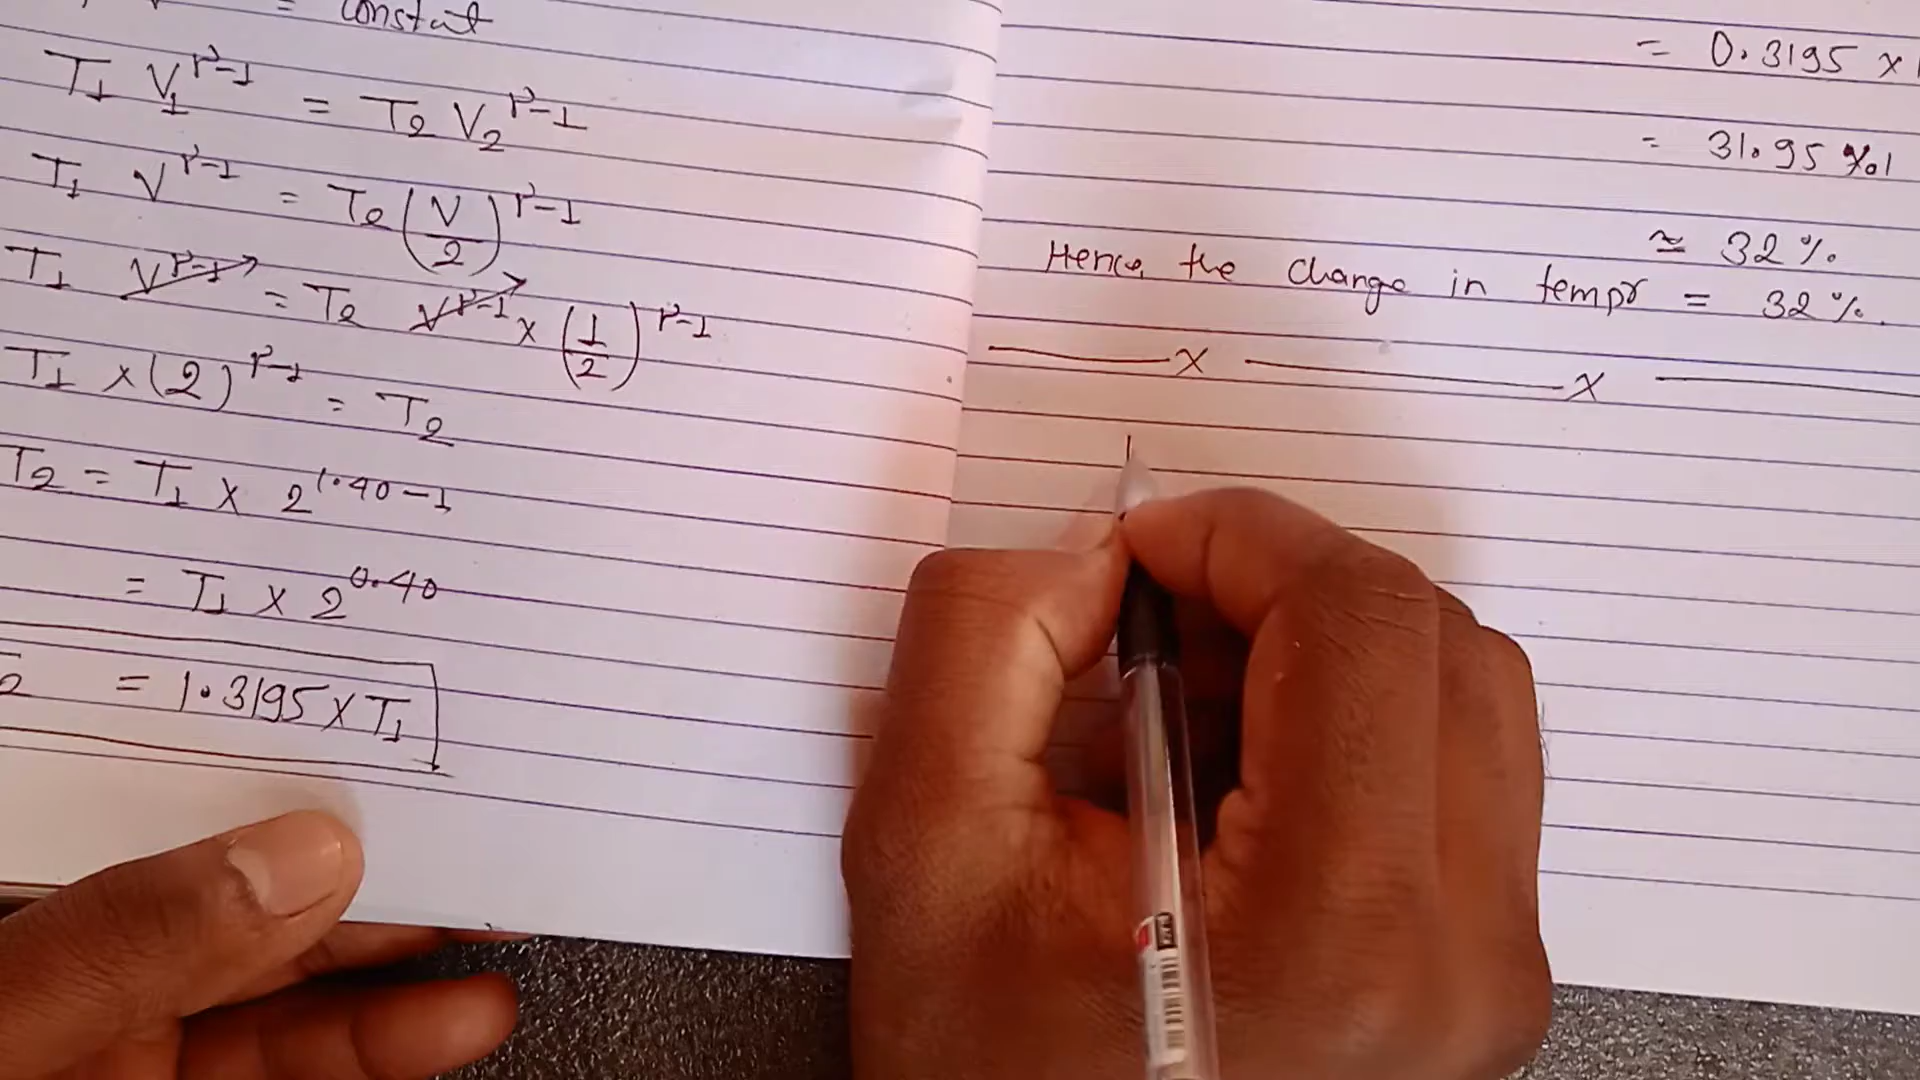 = constat
T₁ V₁^γ-1 = T₂ V₂^γ-1
T₁ V^γ-1 = T₂ (V/2)^γ-1
T₁ V^γ-1 = T₂ V^γ-1 × (1/2)^γ-1
T₁ × (2)^γ-1 = T₂
T₂ = T₁ × 2^1.40-1
= T₁ × 2^0.40
= 1.3195 × T₁
= 0.3195 ×
= 31.95 %
≈ 32 %
Hence, the change in tempr = 32 %.
x x